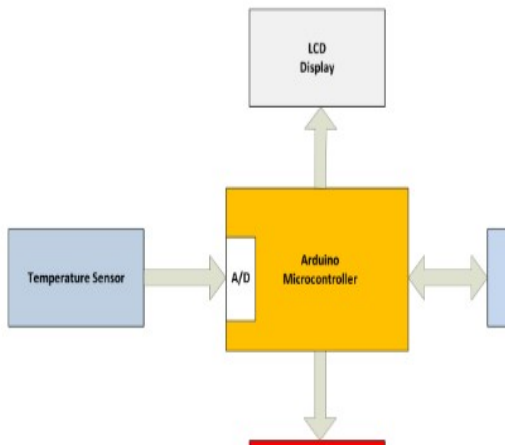 LCD
Display
Temperature Sensor
A/D
Arduino
Microcontroller